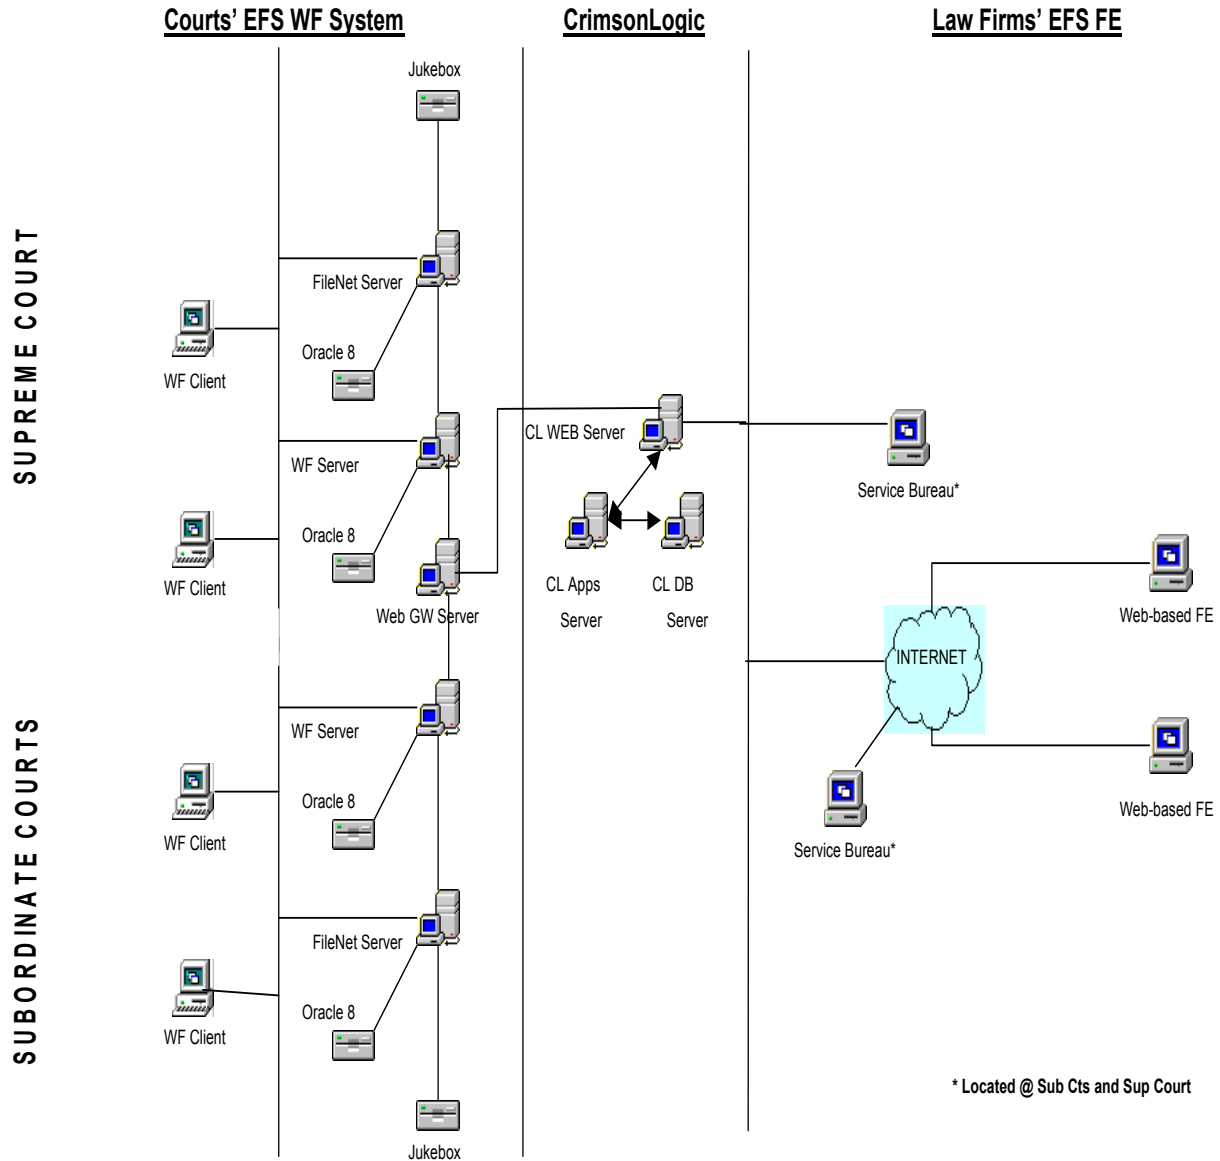 Courts' EFS WF System
CrimsonLogic
Law Firms' EFS FE
SUPREME COURT
Jukebox
FileNet Server
Oracle 8
WF Client
WF Server
Oracle 8
WF Client
Web GW Server
CL WEB Server
CL Apps
Server
CL DB
Server
Service Bureau*
Web-based FE
INTERNET
Web-based FE
Service Bureau*
SUBORDINATE COURTS
WF Server
Oracle 8
WF Client
FileNet Server
Oracle 8
WF Client
Jukebox
* Located @ Sub Cts and Sup Court